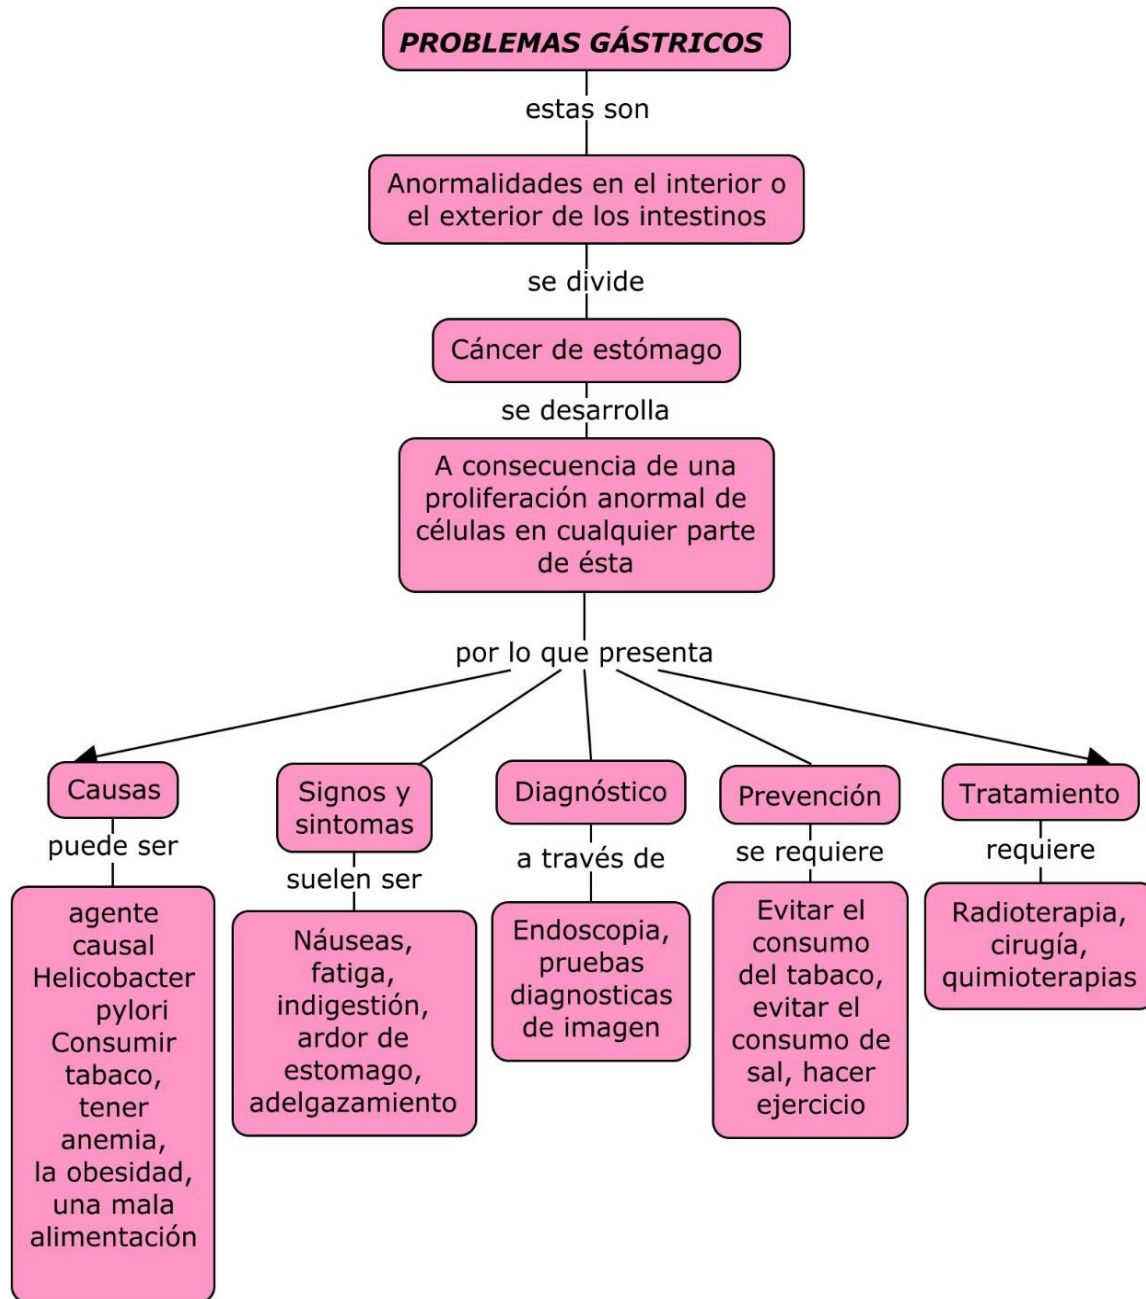 PROBLEMAS GÁSTRICOS
estas son
Anormalidades en el interior o
el exterior de los intestinos
se divide
Cáncer de estómago
se desarrolla
A consecuencia de una
proliferación anormal de
células en cualquier parte
de ésta
por lo que presenta
Causas
puede ser
agente
causal
Helicobacter
pylori
Consumir
tabaco,
tener
anemia,
la obesidad,
una mala
alimentación
Signos y
sintomas
suelen ser
Náuseas,
fatiga,
indigestión,
ardor de
estomago,
adelgazamiento
Diagnóstico
a través de
Endoscopia,
pruebas
diagnosticas
de imagen
Prevención
se requiere
Evitar el
consumo
del tabaco,
evitar el
consumo de
sal, hacer
ejercicio
Tratamiento
requiere
Radioterapia,
cirugía,
quimioterapias